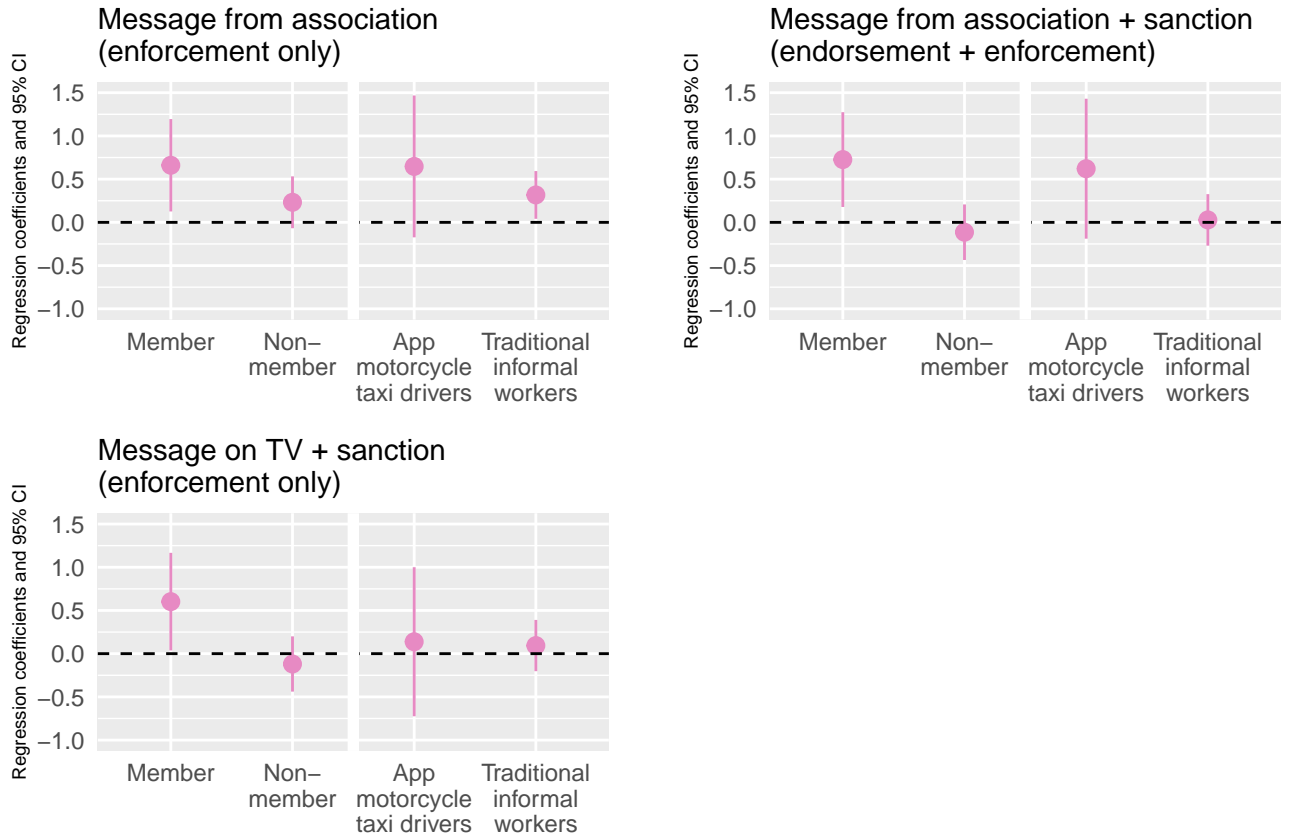 Message from association
(enforcement only)
Regression coefficients and 95% CI
1.5
1.0
0.5
0.0
−0.5
−1.0
Member
Non−
member
App
motorcycle
taxi drivers
Traditional
informal
workers
Message from association + sanction
(endorsement + enforcement)
Regression coefficients and 95% CI
1.5
1.0
0.5
0.0
−0.5
−1.0
Member
Non−
member
App
motorcycle
taxi drivers
Traditional
informal
workers
Message on TV + sanction
(enforcement only)
Regression coefficients and 95% CI
1.5
1.0
0.5
0.0
−0.5
−1.0
Member
Non−
member
App
motorcycle
taxi drivers
Traditional
informal
workers